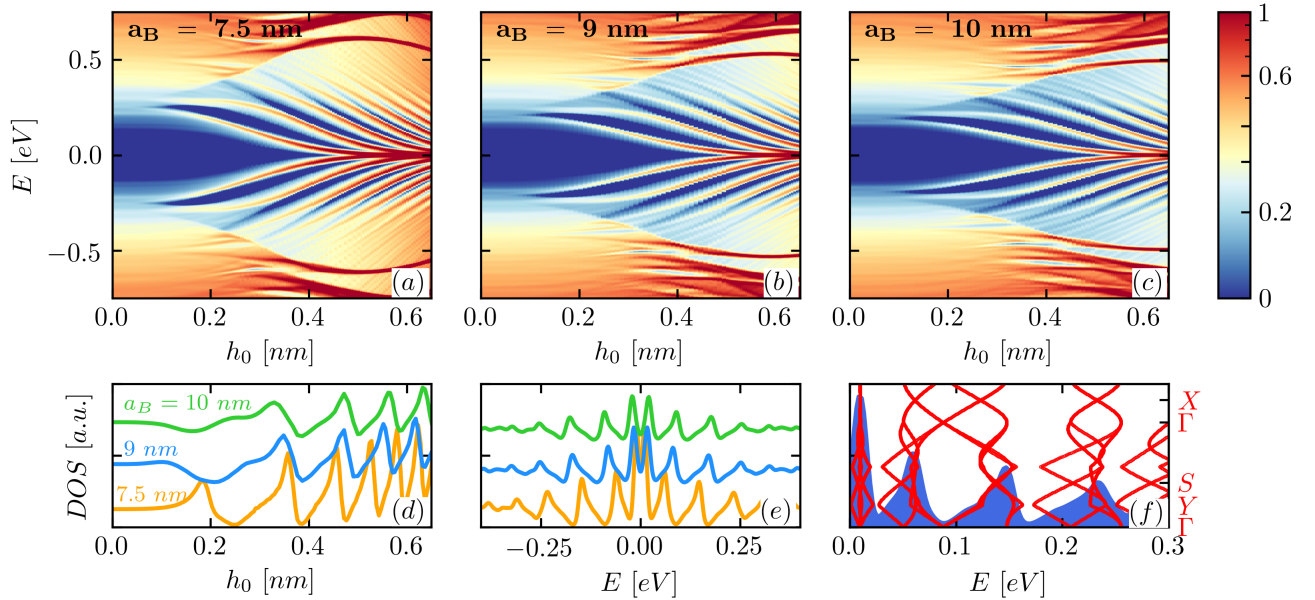 a_B = 7.5 nm
a_B = 9 nm
a_B = 10 nm
1
0.6
0.2
0
E [eV]
0.5
0.0
−0.5
(a)
(b)
(c)
0.0 0.2 0.4 0.6
0.0 0.2 0.4 0.6
0.0 0.2 0.4 0.6
h_0 [nm]
h_0 [nm]
h_0 [nm]
DOS [a.u.]
a_B = 10 nm
9 nm
7.5 nm
(d)
(e)
(f)
X
Γ
S
Y
Γ
0.0 0.2 0.4 0.6
−0.25 0.00 0.25
0.0 0.1 0.2 0.3
h_0 [nm]
E [eV]
E [eV]